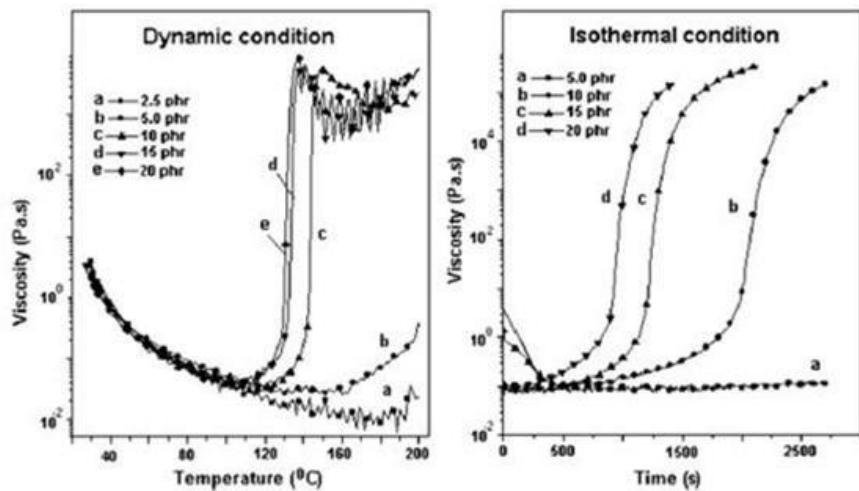 Dynamic condition
a 2.5 phr
b 5.0 phr
c 10 phr
d 15 phr
e 20 phr
d
e
c
b
a
Viscosity (Pa.s)
10²
10⁰
10⁻²
40 80 120 160 200
Temperature (⁰C)
Isothermal condition
a 5.0 phr
b 10 phr
c 15 phr
d 20 phr
d
c
b
a
Viscosity (Pa.s)
10⁴
10²
10⁰
10⁻²
0 500 1500 2500
Time (s)